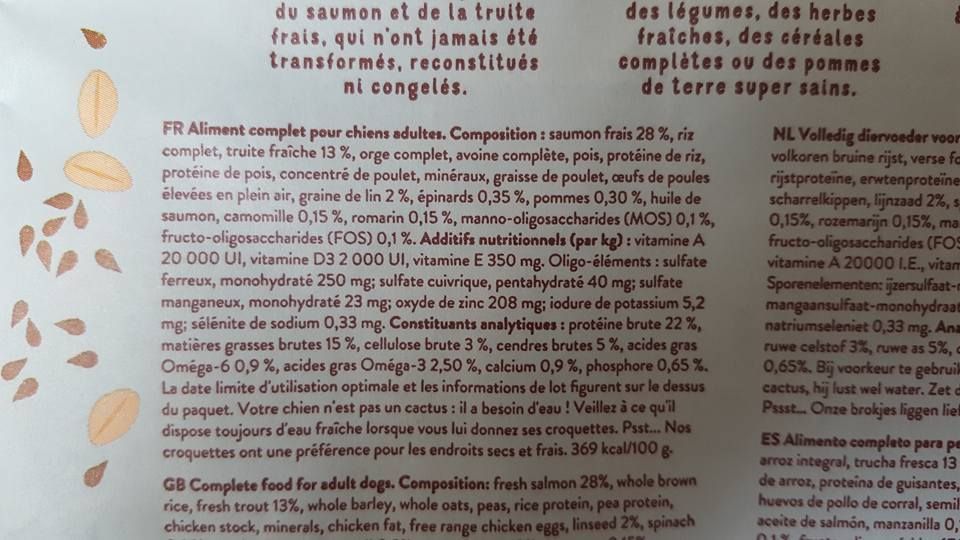 du saumon et de la truite
frais, qui n'ont jamais été
transformés, reconstitués
ni congelés.
des légumes, des herbes
fraîches, des céréales
complètes ou des pommes
de terre super sains.
FR Aliment complet pour chiens adultes. Composition : saumon frais 28 %, riz
complet, truite fraîche 13 %, orge complet, avoine complète, pois, protéine de riz,
protéine de pois, concentré de poulet, minéraux, graisse de poulet, œufs de poules
élevées en plein air, graine de lin 2 %, épinards 0,35 %, pommes 0,30 %, huile de
saumon, camomille 0,15 %, romarin 0,15 %, manno-oligosaccharides (MOS) 0,1 %,
fructo-oligosaccharides (FOS) 0,1 %. Additifs nutritionnels (par kg) : vitamine A
20 000 UI, vitamine D3 2 000 UI, vitamine E 350 mg. Oligo-éléments : sulfate
ferreux, monohydraté 250 mg; sulfate cuivrique, pentahydraté 40 mg; sulfate
manganeux, monohydraté 23 mg; oxyde de zinc 208 mg; iodure de potassium 5,2
mg; sélénite de sodium 0,33 mg. Constituants analytiques : protéine brute 22 %,
matières grasses brutes 15 %, cellulose brute 3 %, cendres brutes 5 %, acides gras
Oméga-6 0,9 %, acides gras Oméga-3 2,50 %, calcium 0,9 %, phosphore 0,65 %.
La date limite d'utilisation optimale et les informations de lot figurent sur le dessus
du paquet. Votre chien n'est pas un cactus : il a besoin d'eau ! Veillez à ce qu'il
dispose toujours d'eau fraîche lorsque vous lui donnez ses croquettes. Psst... Nos
croquettes ont une préférence pour les endroits secs et frais. 369 kcal/100 g.
GB Complete food for adult dogs. Composition: fresh salmon 28%, whole brown
rice, fresh trout 13%, whole barley, whole oats, peas, rice protein, pea protein,
chicken stock, minerals, chicken fat, free range chicken eggs, linseed 2%, spinach
NL Volledig diervoeder voor
volkoren bruine rijst, verse
rijstproteïne, erwtenproteïne
scharrelkippen, lijnzaad 2%,
0,15%, rozemarijn 0,15%,
fructo-oligosaccharides (FOS
vitamine A 20000 I.E.,
Sporenelementen: ijzersulfaat-
mangaansulfaat-monohydraat
natriumseleniet 0,33 mg.
ruwe celstof 3%, ruwe as 5%,
0,65%. Bij voorkeur te
cactus, hij lust wel water. Zet
Pssst... Onze brokjes liggen
ES Alimento completo para
arroz integral, trucha fresca 13
de arroz, proteína de guisantes,
huevos de pollo de corral,
aceite de salmón, manzanilla